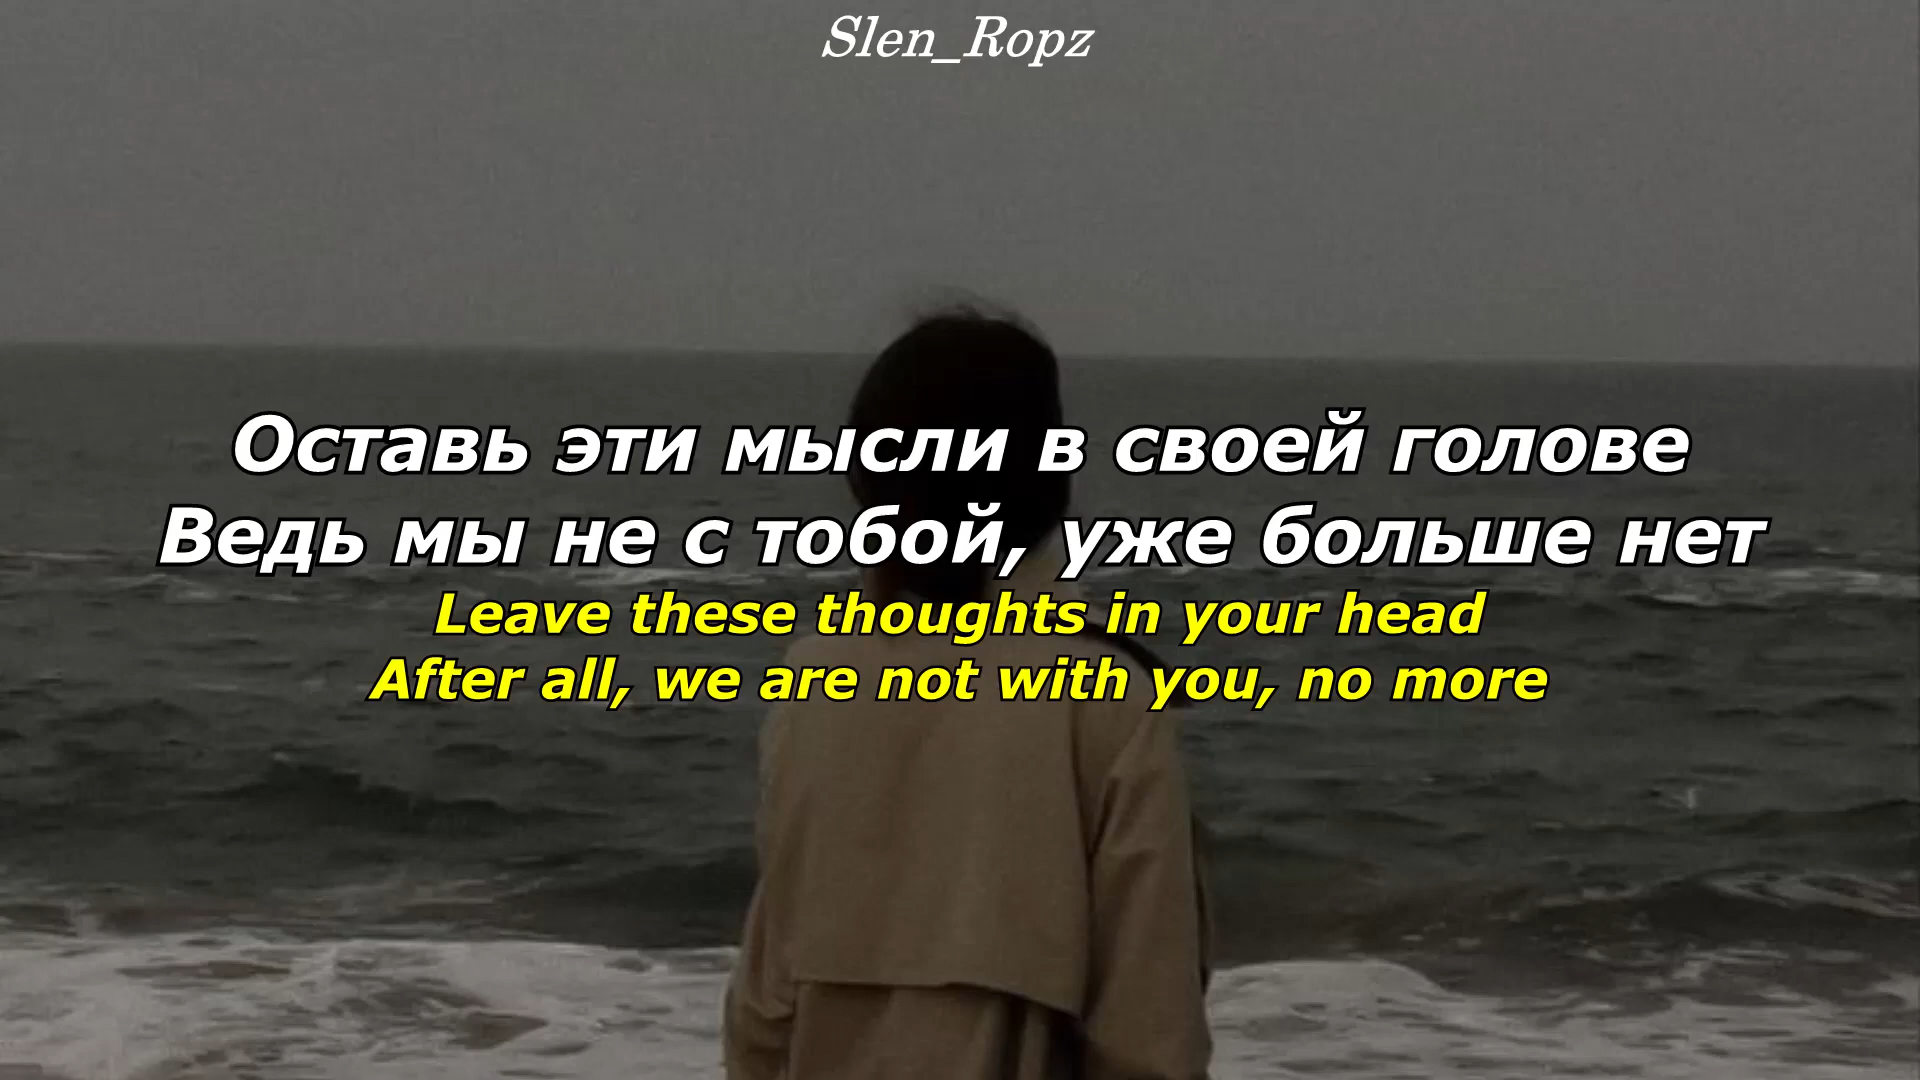 Slen_Ropz
Оставь эти мысли в своей голове
Ведь мы не с тобой, уже больше нет
Leave these thoughts in your head
After all, we are not with you, no more